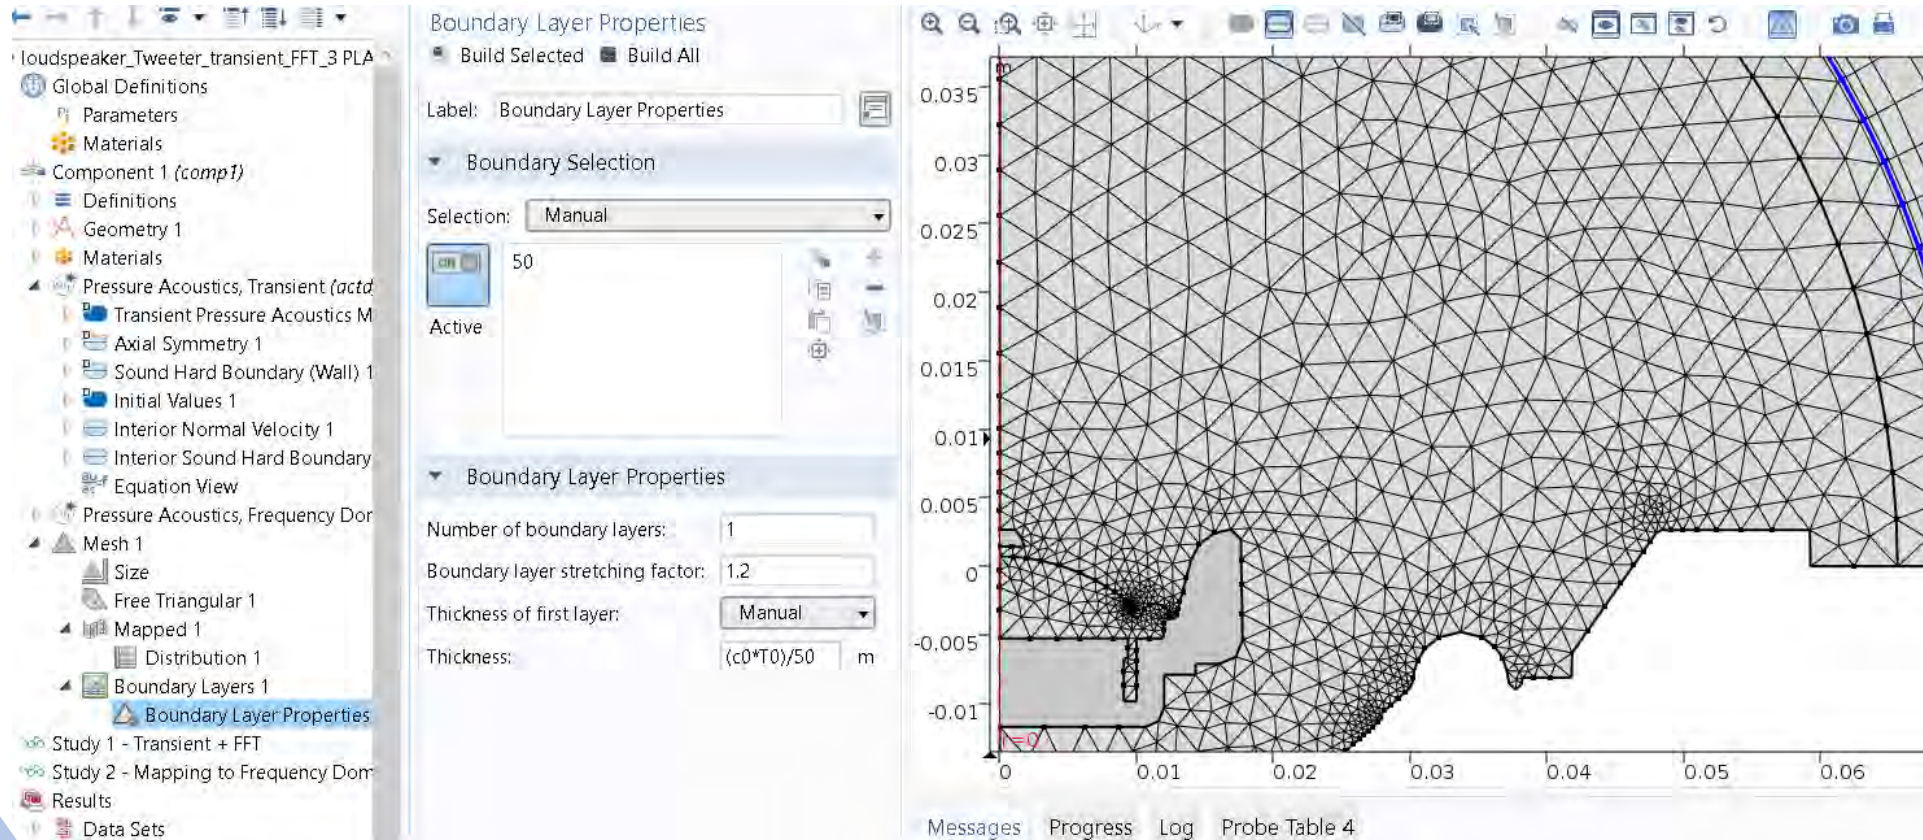 loudspeaker_Tweeter_transient_FFT_3 PLA
Global Definitions
Pi Parameters
Materials
Component 1 (comp1)
Definitions
Geometry 1
Materials
Pressure Acoustics, Transient (actd
Transient Pressure Acoustics M
Axial Symmetry 1
Sound Hard Boundary (Wall) 1
Initial Values 1
Interior Normal Velocity 1
Interior Sound Hard Boundary
Equation View
Pressure Acoustics, Frequency Dor
Mesh 1
Size
Free Triangular 1
Mapped 1
Distribution 1
Boundary Layers 1
Boundary Layer Properties
Study 1 - Transient + FFT
Study 2 - Mapping to Frequency Dom
Results
Data Sets
Boundary Layer Properties
Build Selected Build All
Label: Boundary Layer Properties
Boundary Selection
Selection: Manual
50
Active
Boundary Layer Properties
Number of boundary layers: 1
Boundary layer stretching factor: 1.2
Thickness of first layer: Manual
Thickness: (c0*T0)/50 m
m
0.035
0.03
0.025
0.02
0.015
0.01
0.005
0
-0.005
-0.01
r=0
0 0.01 0.02 0.03 0.04 0.05 0.06
Messages Progress Log Probe Table 4